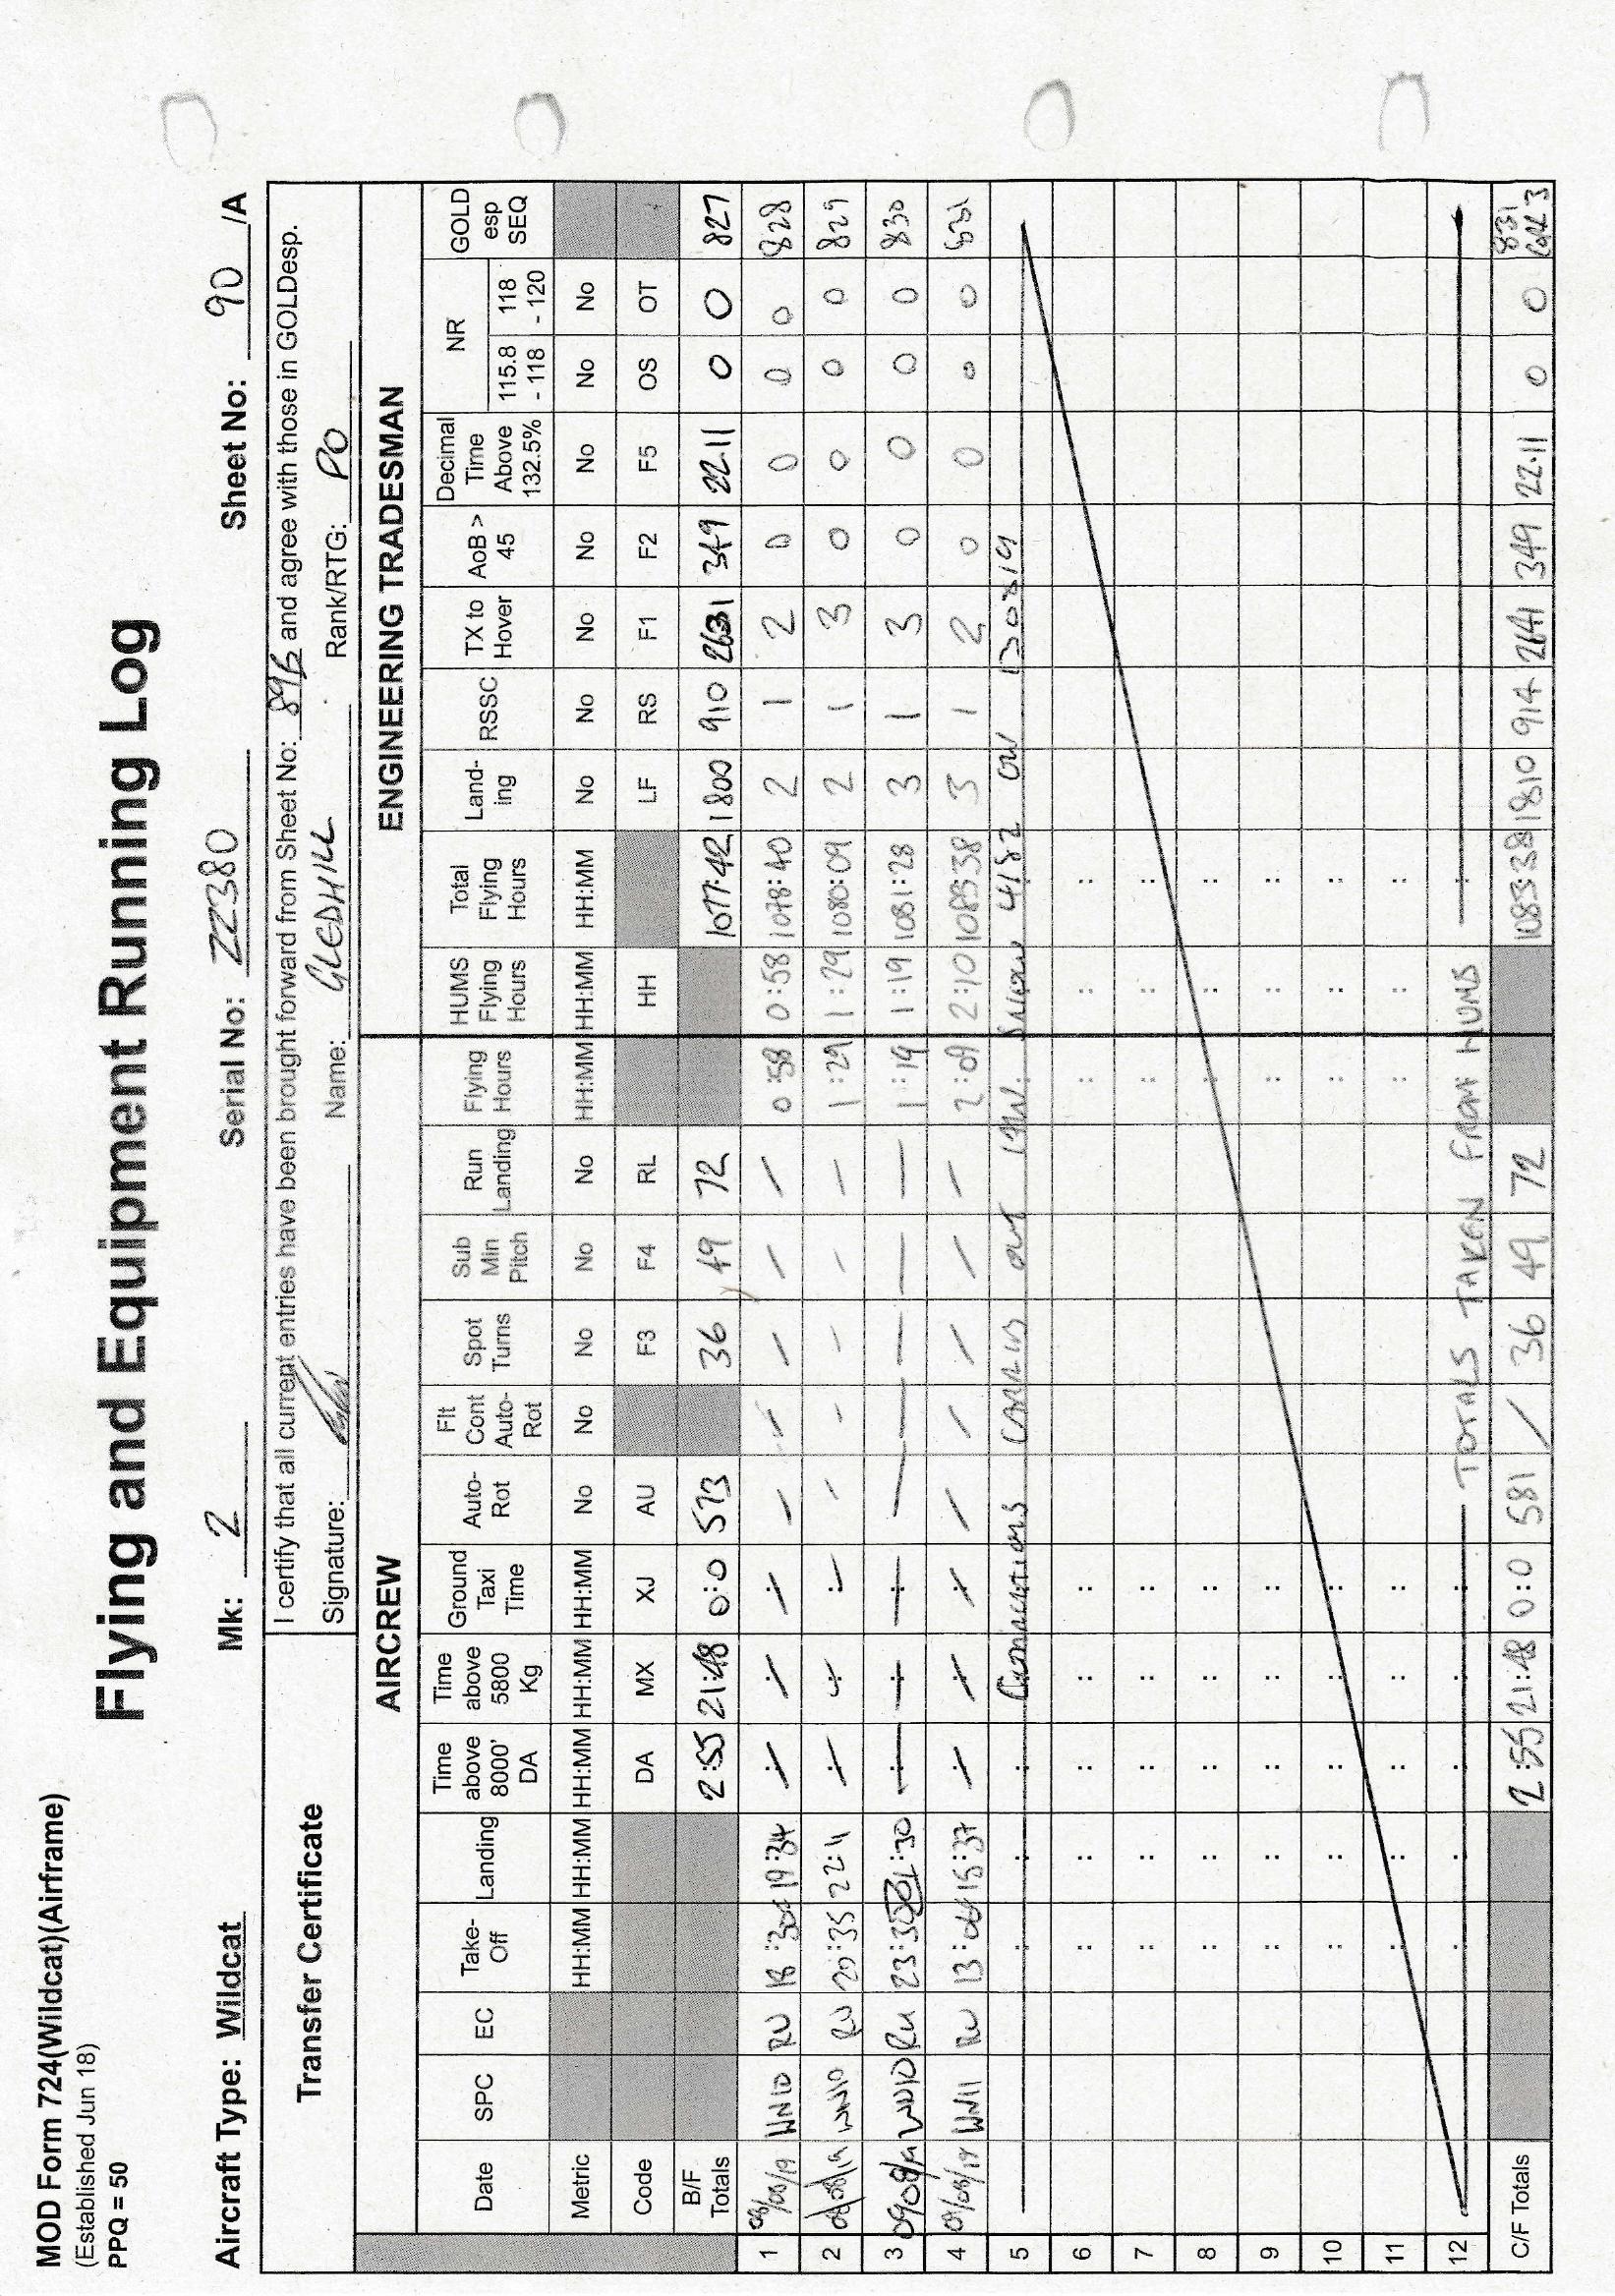 MOD Form 724(Wildcat)(Airframe)
(Established Jun 18)
PPQ = 50
Flying and Equipment Running Log
Aircraft Type: Wildcat Mk: 2 Serial No: ZZ380 Sheet No: 90 /A
Transfer Certificate
I certify that all current entries have been brought forward from Sheet No: 89B and agree with those in GOLDesp.
Signature: Name: GLEDHILL Rank/RTG: PO
AIRCREW ENGINEERING TRADESMAN
Date SPC EC Take-Off Landing Time above 8000' DA Time above 5800 Kg Ground Taxi Time Auto-Rot Flt Cont Auto-Rot Spot Turns Sub Min Pitch Run Landing Flying Hours HUMS Flying Hours Total Flying Hours Land-ing RSSC TX to Hover AoB > 45 Decimal Time Above 132.5% NR 115.8 - 118 118 - 120 GOLD esp SEQ
Metric HH:MM HH:MM HH:MM HH:MM HH:MM No No No No No HH:MM HH:MM HH:MM No No No No No No No
Code DA MX XJ AU F3 F4 RL HH LF RS F1 F2 F5 OS OT
B/F Totals 2:55 21:48 0:0 573 36 49 72 1077:42 1800 910 2631 349 22.11 0 0 827
1 08/08/19 WN10 RU 18:30 19:34 / / / / / / / / 0:58 0:58 1078:40 2 1 2 0 0 0 0 828
2 08/08/19 WN10 RU 20:35 22:11 / / / / - - - - 1:29 1:29 1080:09 2 1 3 0 0 0 0 829
3 090819 WN10 RU 23:30 01:30 — — — — — — — — 1:19 1:19 1081:28 3 1 3 0 0 0 0 830
4 09/08/19 WN11 RU 13:04 15:37 / / / / / / / / 2:09 2:10 1083:38 3 1 2 0 0 0 0 831
5 Corrections carried out IAW. Snow 4182 on 130819
6
7
8
9
10
11
12 TOTALS TAKEN FROM HUMS
C/F Totals 2:55 21:48 0:0 581 / 36 49 72 1083:38 1810 914 2641 349 22.11 0 0 831